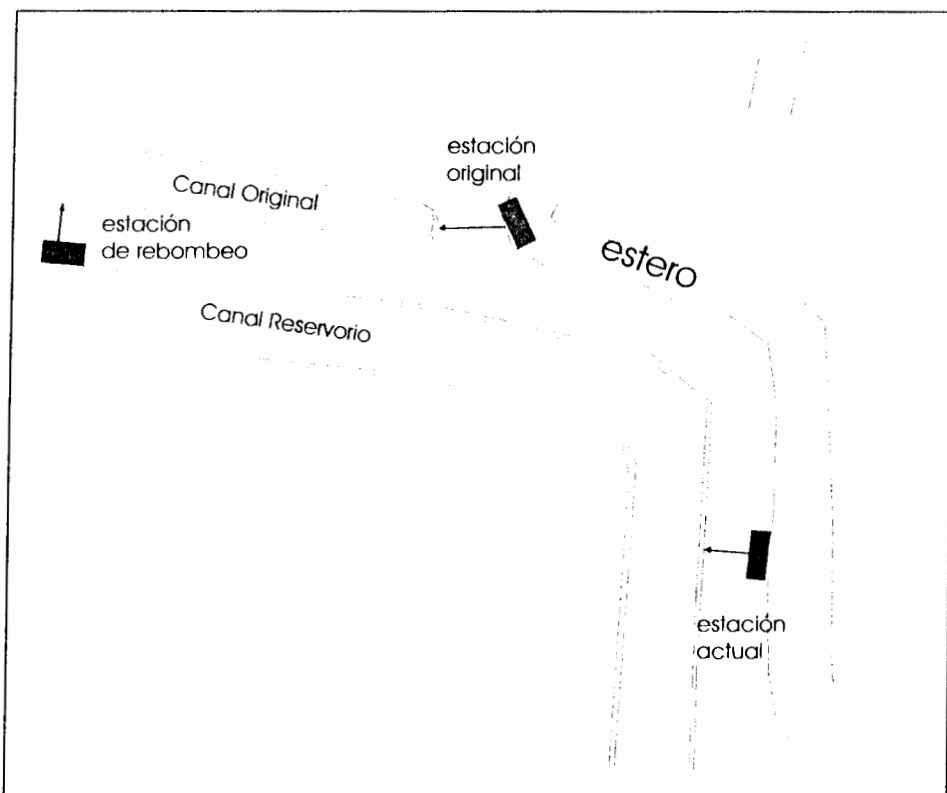 estación
original
Canal Original
estación
de rebombeo
estero
Canal Reservorio
estación
actual